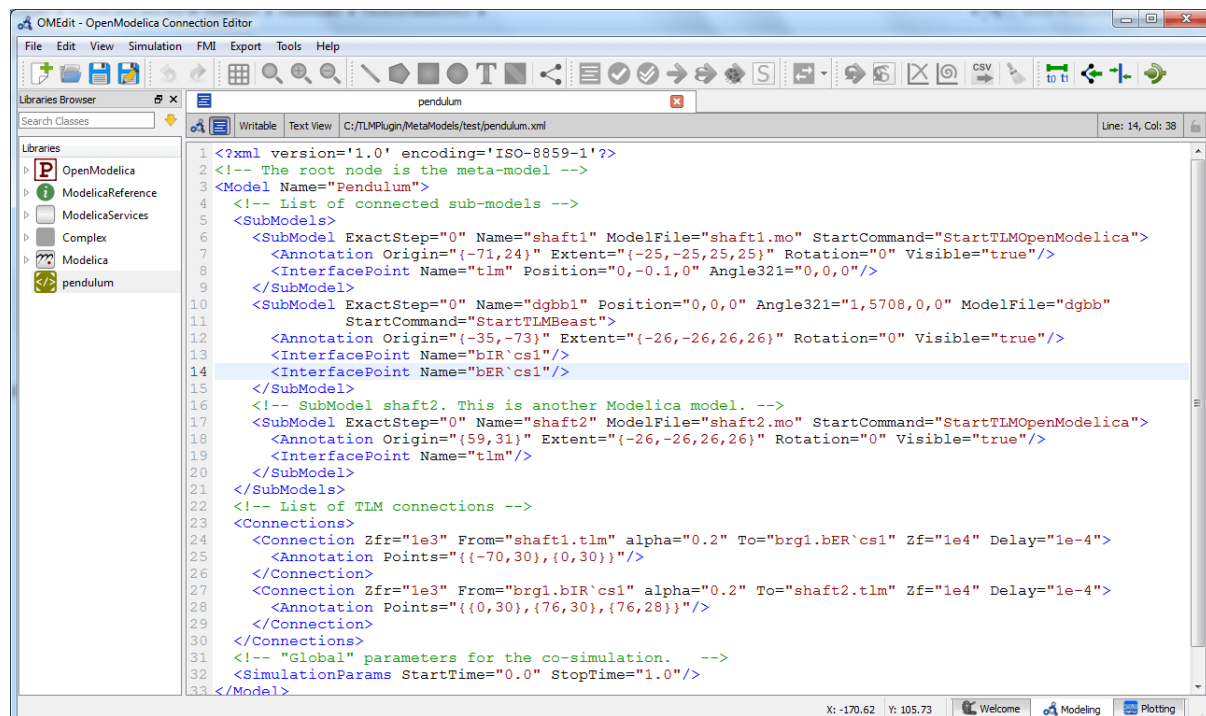 OMEdit - OpenModelica Connection Editor
File Edit View Simulation FMI Export Tools Help
T
S
CSV
t0 t1
Libraries Browser
pendulum
Search Classes
Writable Text View C:/TLMPlugin/MetaModels/test/pendulum.xml Line: 14, Col: 38
Libraries
P OpenModelica
i ModelicaReference
ModelicaServices
Complex
Modelica
</> pendulum
1 <?xml version='1.0' encoding='ISO-8859-1'?>
2 <!-- The root node is the meta-model -->
3 <Model Name="Pendulum">
4 <!-- List of connected sub-models -->
5 <SubModels>
6 <SubModel ExactStep="0" Name="shaft1" ModelFile="shaft1.mo" StartCommand="StartTLMOpenModelica">
7 <Annotation Origin="{-71,24}" Extent="{-25,-25,25,25}" Rotation="0" Visible="true"/>
8 <InterfacePoint Name="tlm" Position="0,-0.1,0" Angle321="0,0,0"/>
9 </SubModel>
10 <SubModel ExactStep="0" Name="dgbb1" Position="0,0,0" Angle321="1,5708,0,0" ModelFile="dgbb"
11 StartCommand="StartTLMBeast">
12 <Annotation Origin="{-35,-73}" Extent="{-26,-26,26,26}" Rotation="0" Visible="true"/>
13 <InterfacePoint Name="bIR`cs1"/>
14 <InterfacePoint Name="bER`cs1"/>
15 </SubModel>
16 <!-- SubModel shaft2. This is another Modelica model. -->
17 <SubModel ExactStep="0" Name="shaft2" ModelFile="shaft2.mo" StartCommand="StartTLMOpenModelica">
18 <Annotation Origin="{59,31}" Extent="{-26,-26,26,26}" Rotation="0" Visible="true"/>
19 <InterfacePoint Name="tlm"/>
20 </SubModel>
21 </SubModels>
22 <!-- List of TLM connections -->
23 <Connections>
24 <Connection Zfr="1e3" From="shaft1.tlm" alpha="0.2" To="brg1.bER`cs1" Zf="1e4" Delay="1e-4">
25 <Annotation Points="{{-70,30},{0,30}}"/>
26 </Connection>
27 <Connection Zfr="1e3" From="brg1.bIR`cs1" alpha="0.2" To="shaft2.tlm" Zf="1e4" Delay="1e-4">
28 <Annotation Points="{{0,30},{76,30},{76,28}}"/>
29 </Connection>
30 </Connections>
31 <!-- "Global" parameters for the co-simulation. -->
32 <SimulationParams StartTime="0.0" StopTime="1.0"/>
33 </Model>
X: -170.62 Y: 105.73 Welcome Modeling Plotting